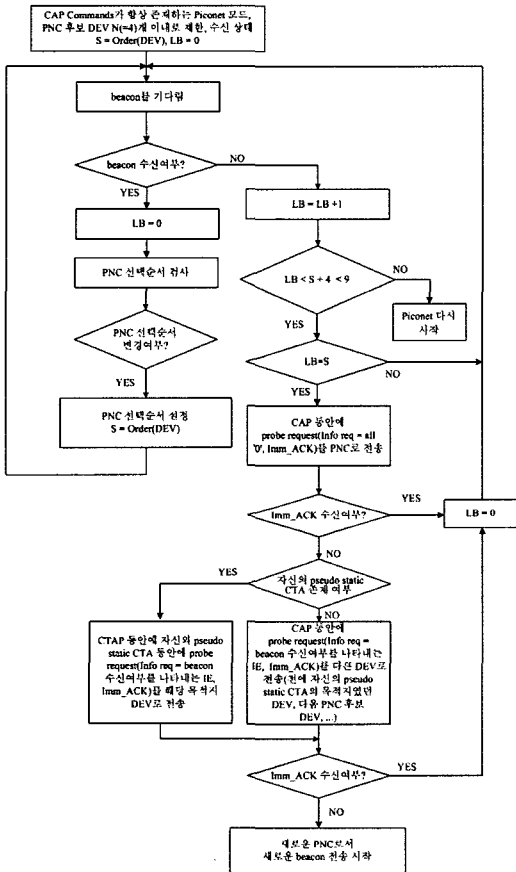 CAP Commands가 항상 존재하는 Piconet 모드,
PNC 후보 DEV N(=4)개 이내로 제한, 수신 상태
S = Order(DEV), LB = 0
beacon를 기다림
beacon 수신여부?
NO
YES
LB = 0
LB = LB +1
PNC 선택순서 검사
LB < S + 4 < 9
NO
YES
Piconet 다시
시작
PNC 선택순서
변경여부?
YES
LB=S
NO
YES
PNC 선택순서 설정
S = Order(DEV)
CAP 동안에
probe request(Info req = all
'0', Imm_ACK)를 PNC로 전송
Imm_ACK 수신여부?
YES
LB = 0
NO
자신의 pseudo static
CTA 존재 여부
YES
NO
CTAP 동안에 자신의 pseudo
static CTA 동안에 probe
request(Info req = beacon
수신여부를 나타내는 IE,
Imm_ACK)를 해당 목적지
DEV로 전송
CAP 동안에
probe request(Info req =
beacon 수신여부를 나타내는
IE, Imm_ACK)를 다른 DEV로
전송(전에 자신의 pseudo
static CTA의 목적지였던
DEV, 다음 PNC 후보
DEV, ...)
Imm_ACK 수신여부?
YES
NO
새로운 PNC로서
새로운 beacon 전송 시작